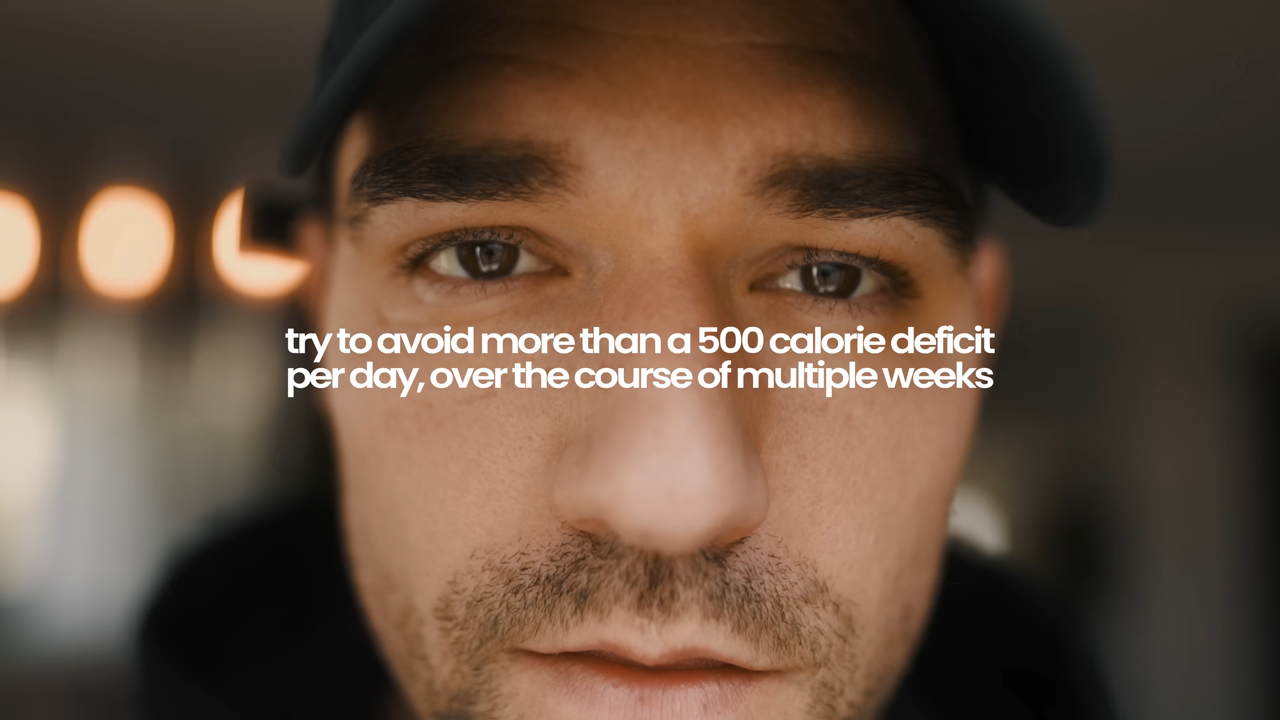 try to avoid more than a 500 calorie deficit
per day, over the course of multiple weeks